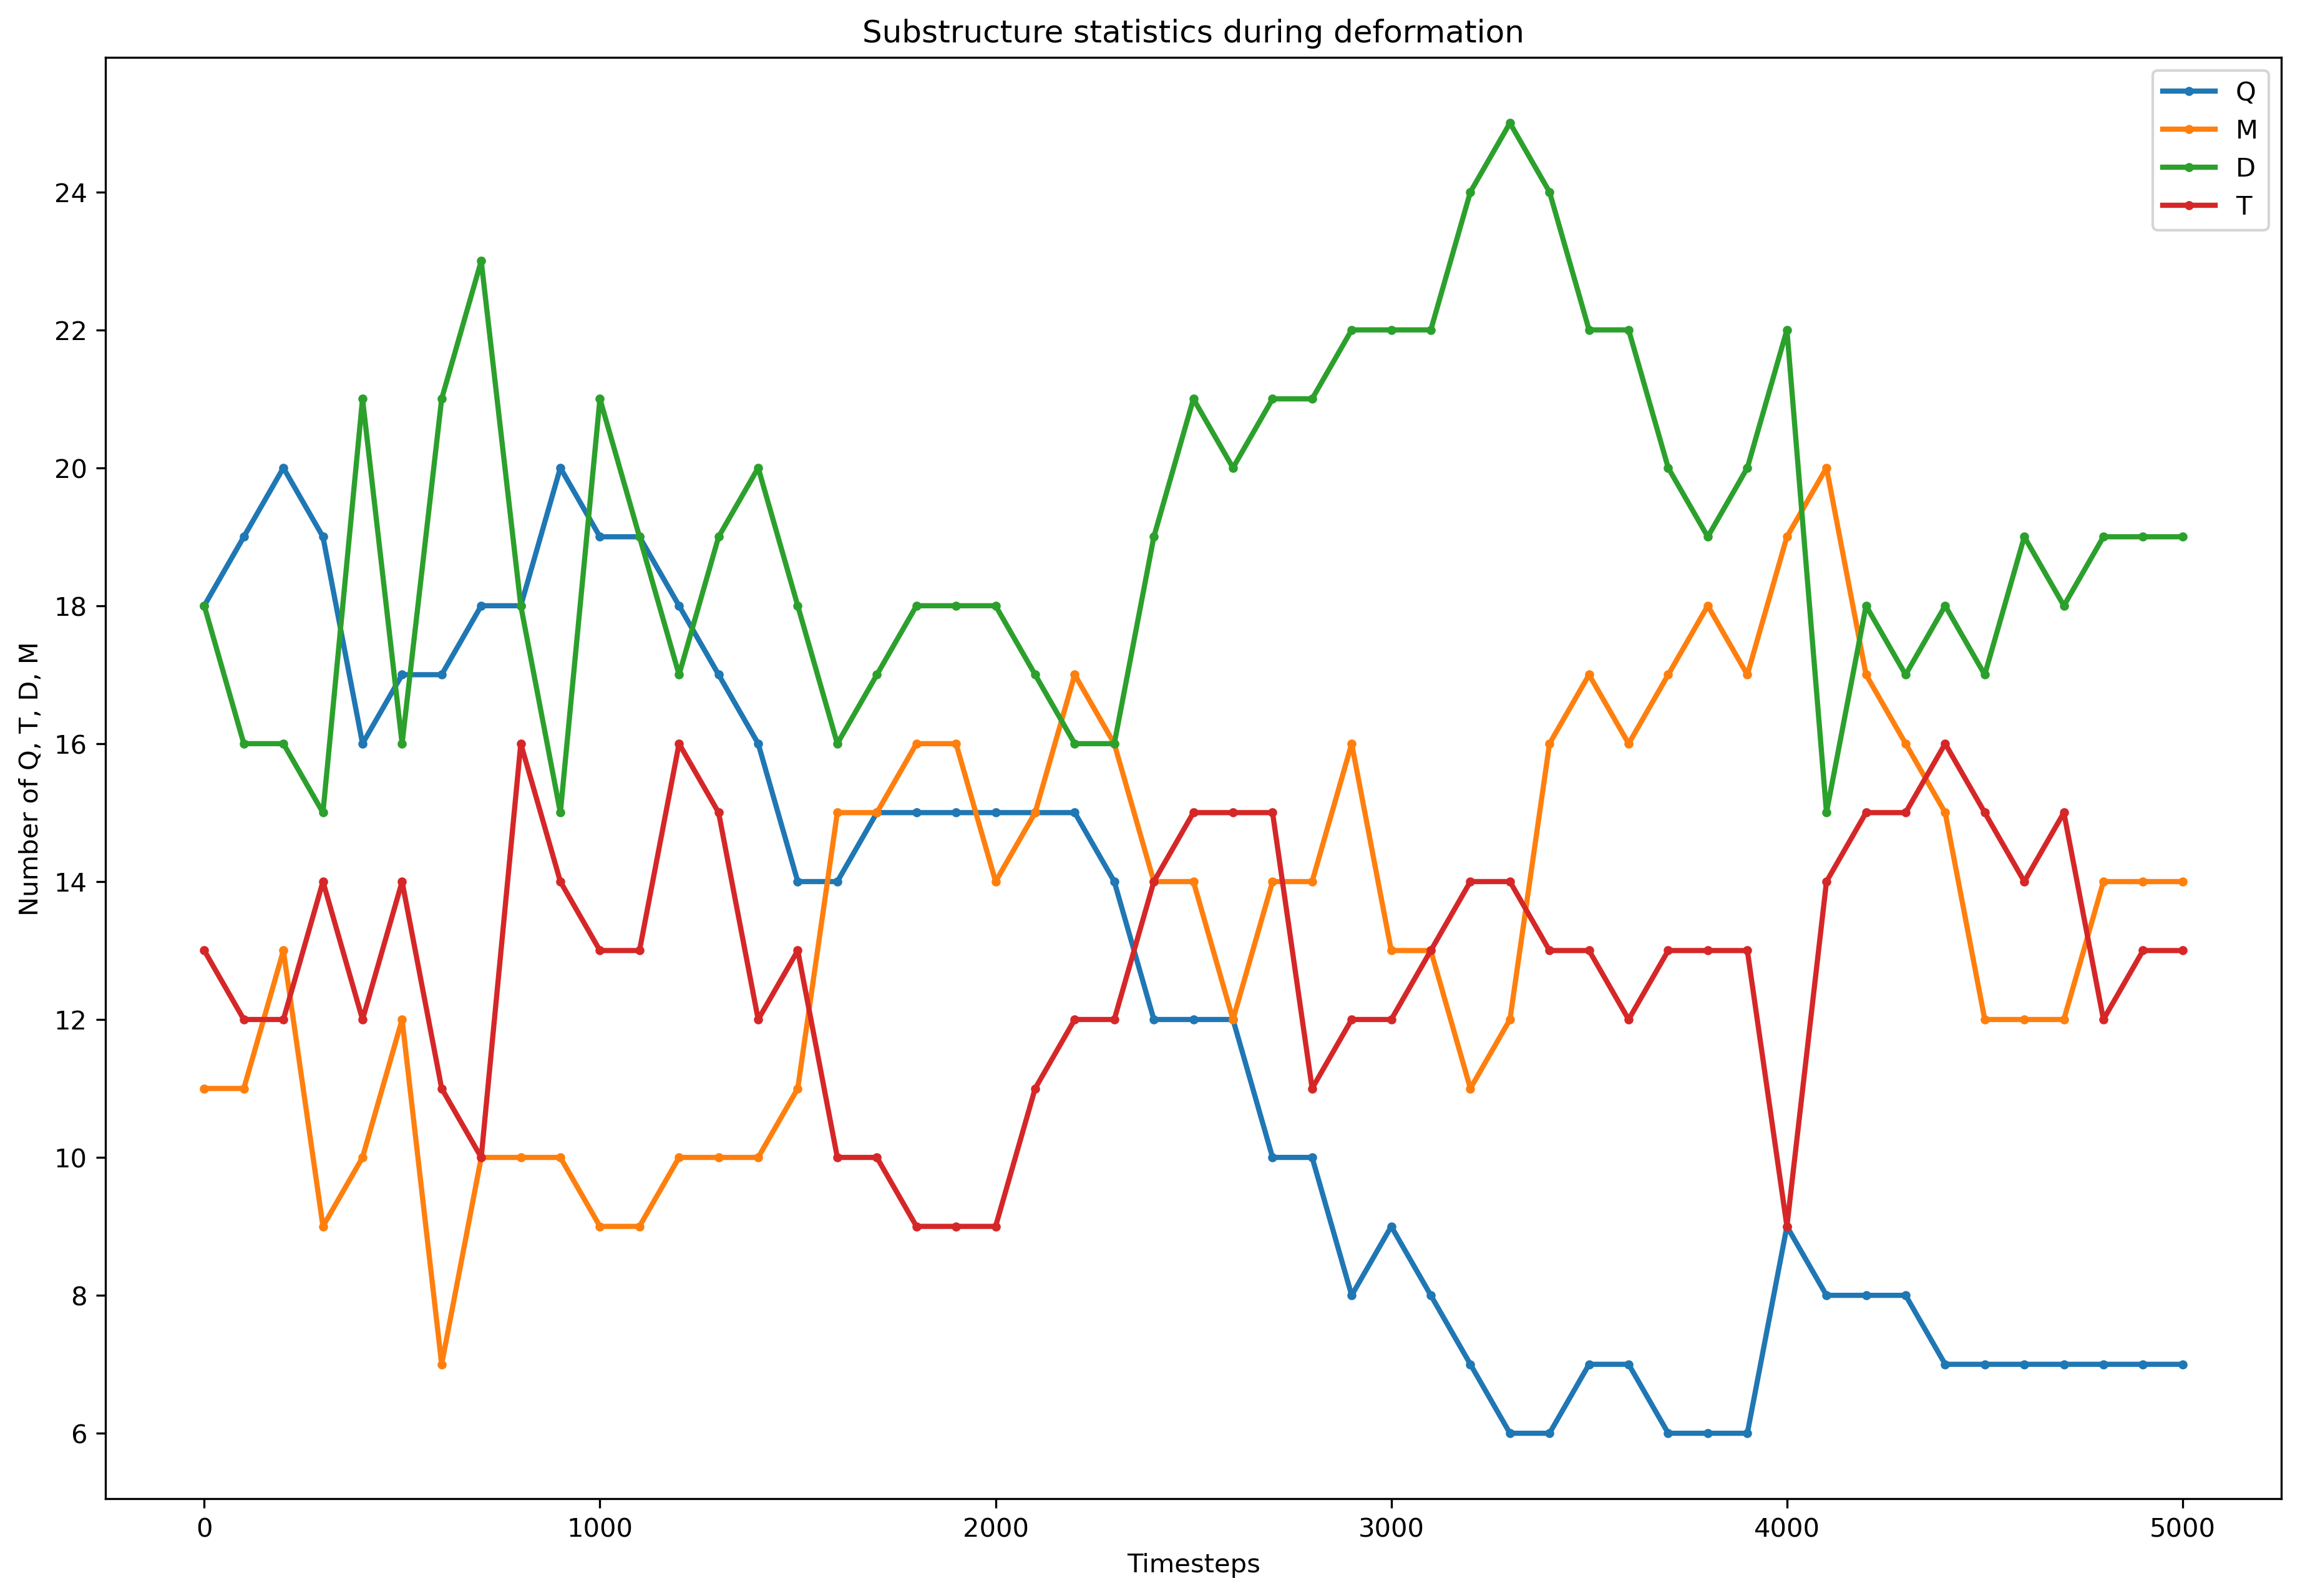 Substructure statistics during deformation
Number of Q, T, D, M
24
22
20
18
16
14
12
10
8
6
0
1000
2000
3000
4000
5000
Timesteps
Q
M
D
T